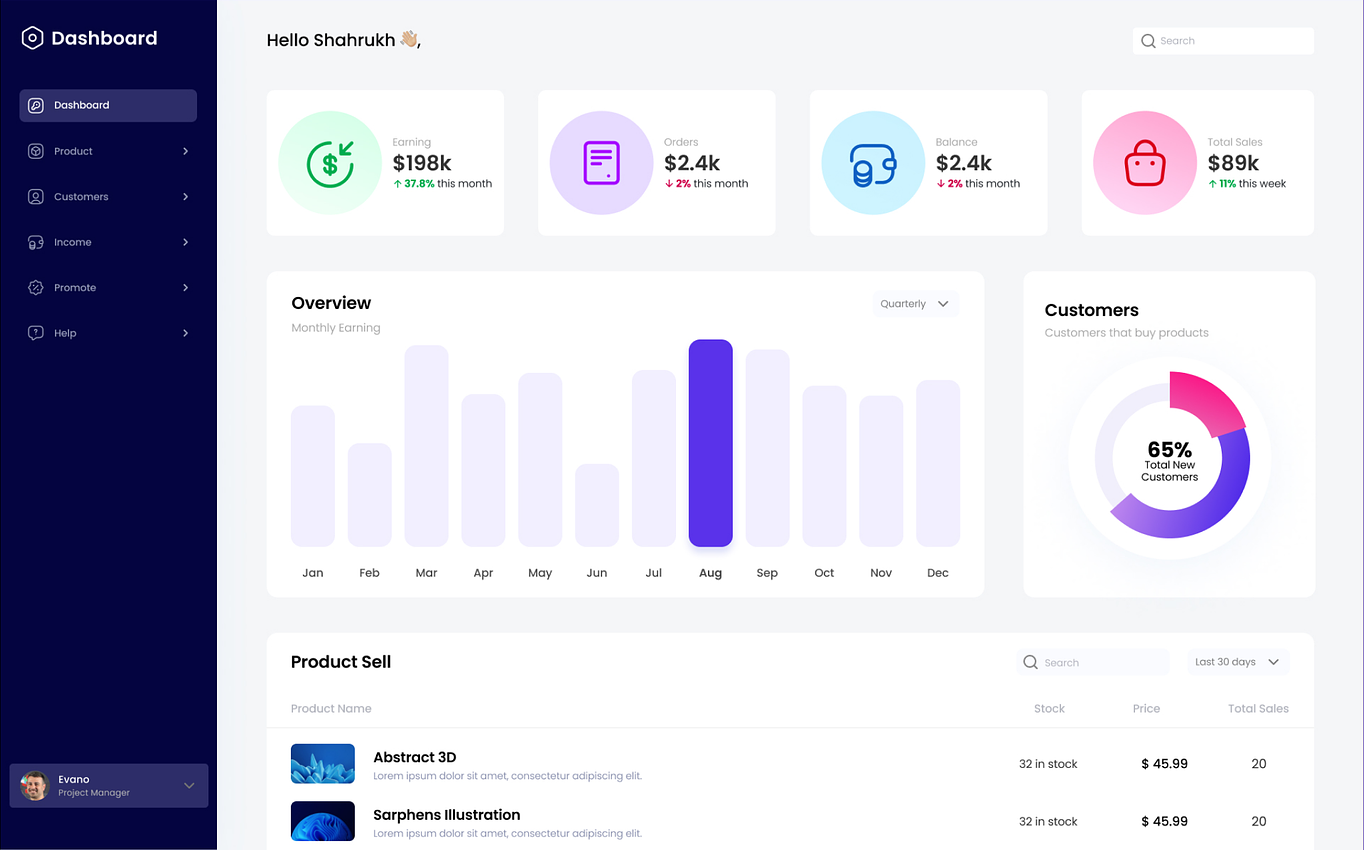 Dashboard
Dashboard
Product
Customers
Income
Promote
Help
Evano
Project Manager
Hello Shahrukh 👋🏼,
Search
Earning
$198k
↑ 37.8% this month
Orders
$2.4k
↓ 2% this month
Balance
$2.4k
↓ 2% this month
Total Sales
$89k
↑ 11% this week
Overview
Monthly Earning
Quarterly
Jan Feb Mar Apr May Jun Jul Aug Sep Oct Nov Dec
Customers
Customers that buy products
65%
Total New
Customers
Product Sell
Search
Last 30 days
Product Name Stock Price Total Sales
Abstract 3D
Lorem ipsum dolor sit amet, consectetur adipiscing elit.
32 in stock $ 45.99 20
Sarphens Illustration
Lorem ipsum dolor sit amet, consectetur adipiscing elit.
32 in stock $ 45.99 20